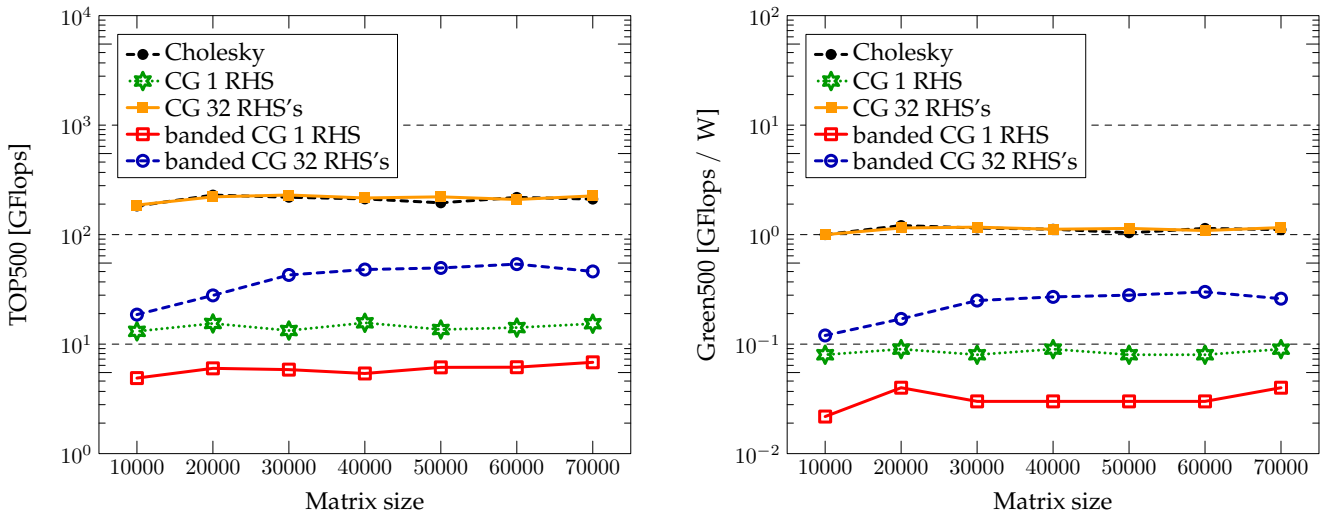 TOP500 [GFlops]
10^4
10^3
10^2
10^1
10^0
Cholesky
CG 1 RHS
CG 32 RHS's
banded CG 1 RHS
banded CG 32 RHS's
10000 20000 30000 40000 50000 60000 70000
Matrix size
Green500 [GFlops / W]
10^2
10^1
10^0
10^-1
10^-2
Cholesky
CG 1 RHS
CG 32 RHS's
banded CG 1 RHS
banded CG 32 RHS's
10000 20000 30000 40000 50000 60000 70000
Matrix size